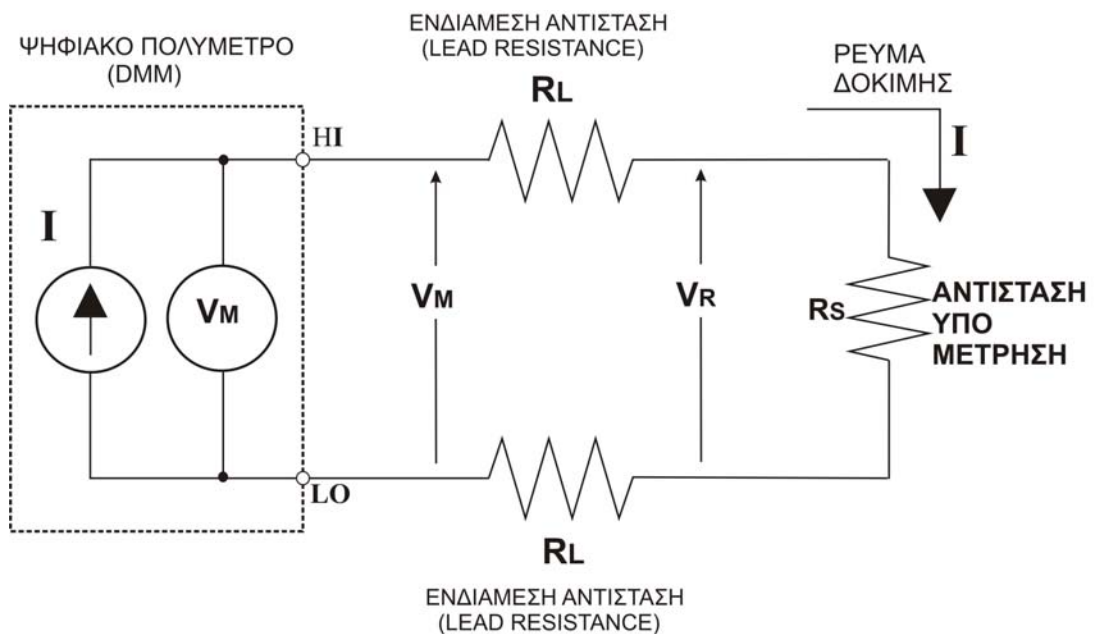 ΨΗΦΙΑΚΟ ΠΟΛΥΜΕΤΡΟ
(DMM)
ΕΝΔΙΑΜΕΣΗ ΑΝΤΙΣΤΑΣΗ
(LEAD RESISTANCE)
RL
ΡΕΥΜΑ
ΔΟΚΙΜΗΣ
I
HI
I
VM
VM
VR
RS
ΑΝΤΙΣΤΑΣΗ
ΥΠΟ
ΜΕΤΡΗΣΗ
LO
RL
ΕΝΔΙΑΜΕΣΗ ΑΝΤΙΣΤΑΣΗ
(LEAD RESISTANCE)